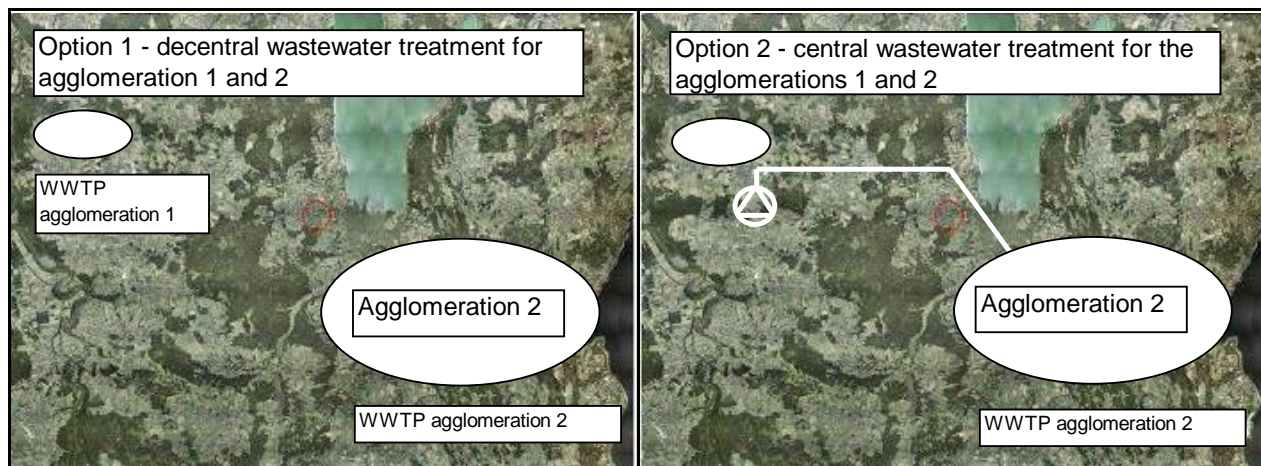 Option 1 - decentral wastewater treatment for
agglomeration 1 and 2
WWTP
agglomeration 1
Agglomeration 2
WWTP agglomeration 2
Option 2 - central wastewater treatment for the
agglomerations 1 and 2
Agglomeration 2
WWTP agglomeration 2